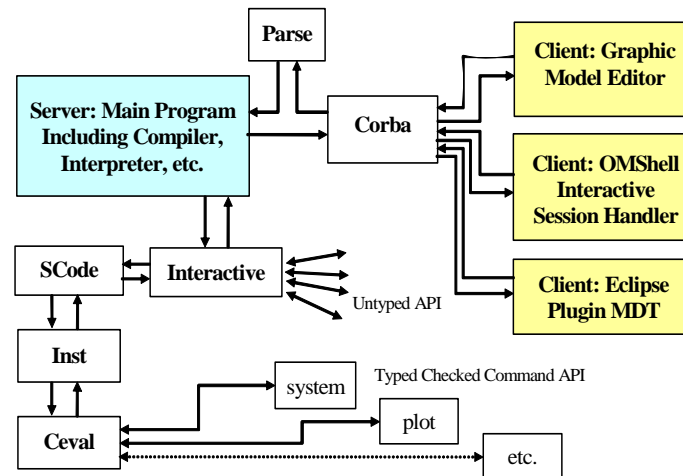 Parse
Client: Graphic
Model Editor
Server: Main Program
Including Compiler,
Interpreter, etc.
Corba
Client: OMShell
Interactive
Session Handler
SCode
Interactive
Untyped API
Client: Eclipse
Plugin MDT
Inst
system
Typed Checked Command API
plot
Ceval
etc.